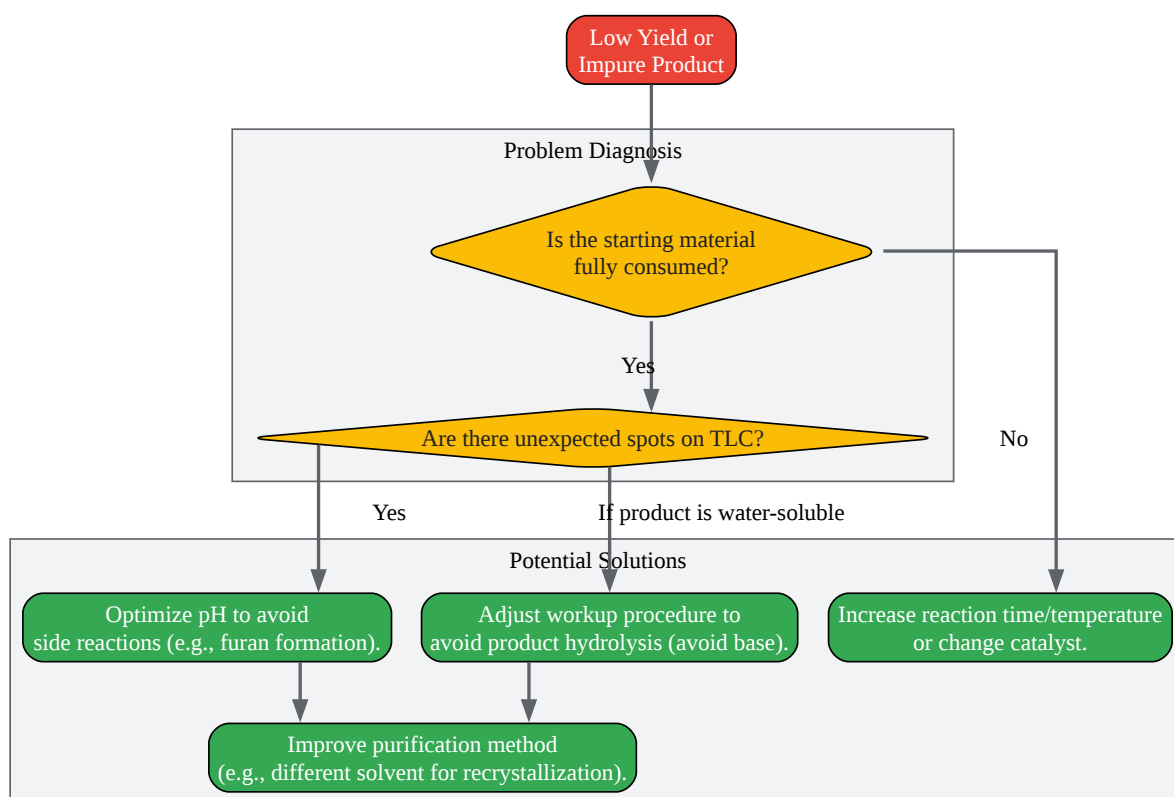 Low Yield or
Impure Product
Problem Diagnosis
Is the starting material
fully consumed?
Yes
Are there unexpected spots on TLC?
No
Yes
If product is water-soluble
Potential Solutions
Optimize pH to avoid
side reactions (e.g., furan formation).
Adjust workup procedure to
avoid product hydrolysis (avoid base).
Increase reaction time/temperature
or change catalyst.
Improve purification method
(e.g., different solvent for recrystallization).